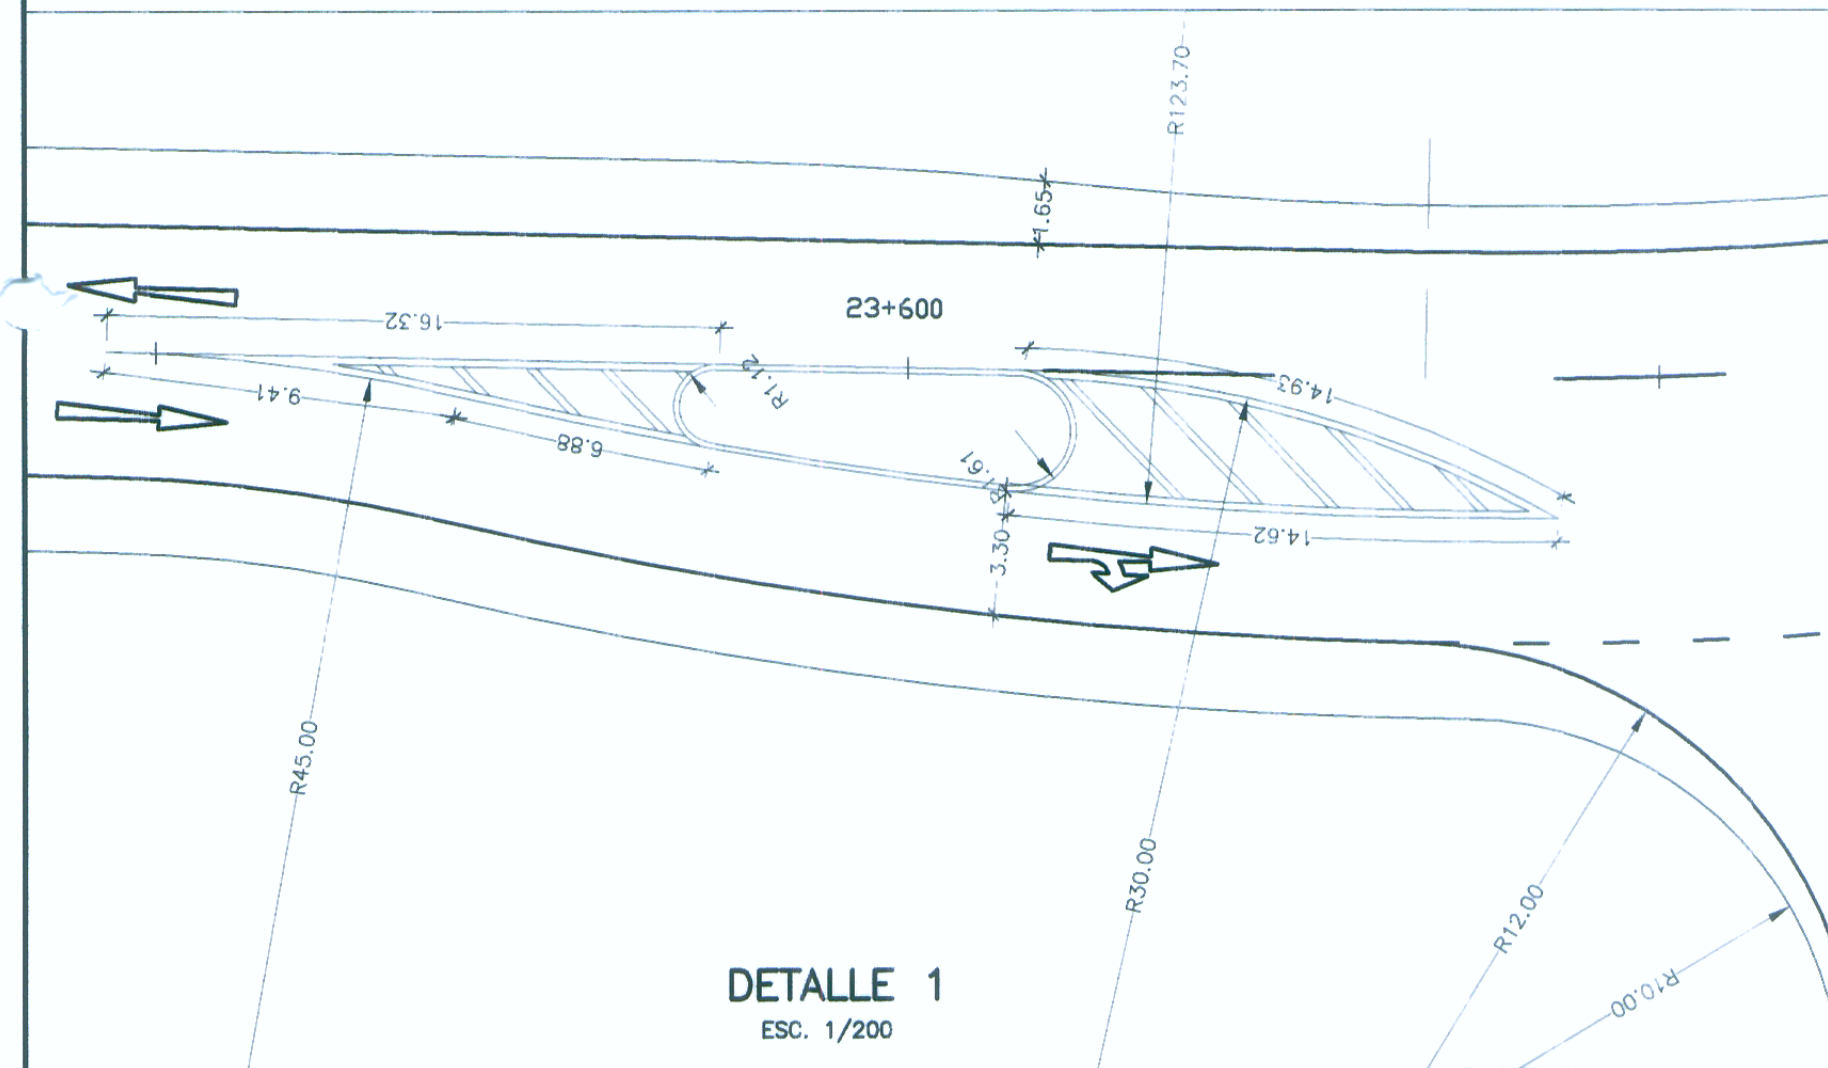 R123.70
1.65
23+600
16.32
R1.12
14.93
9.41
6.88
R1.67
3.30
14.62
R45.00
R30.00
R12.00
R10.00
DETALLE 1
ESC. 1/200